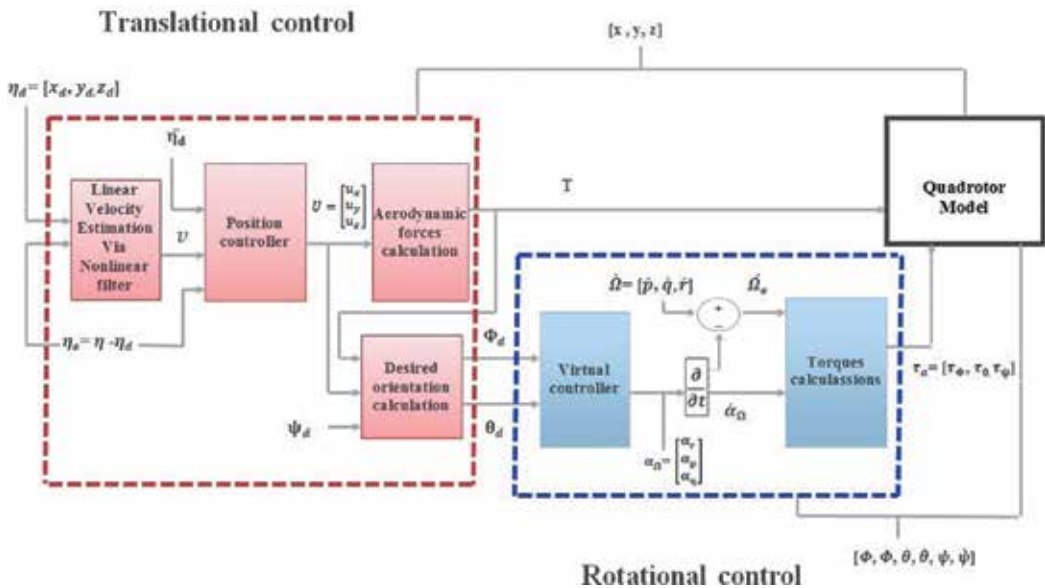 Translational control
[x , y, z]
η_d = [x_d, y_d, z_d]
η̈_d
Linear
Velocity
Estimation
Via
Nonlinear
filter
υ
Position
controller
U = [u_x
u_y
u_z]
Aerodynamic
forces
calculation
T
Quadrotor
Model
η_e = η - η_d
Desired
orientation
calculation
ψ_d
Φ_d
θ_d
Virtual
controller
Ω̇ = [ṗ, q̇, ṙ]
+
−
Ω̇_e
∂
∂t
α̇_Ω
α_Ω = [α_r
α_p
α_q]
Torques
calculassions
τ_a = [τ_Φ, τ_θ, τ_ψ]
[Φ, Φ, θ, θ, ψ, ψ̇]
Rotational control